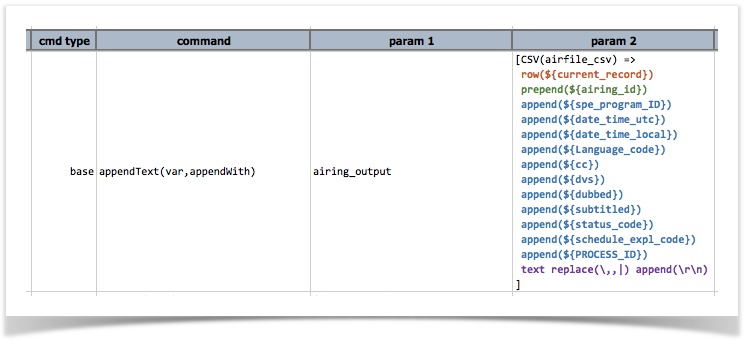 cmd type command param 1 param 2
[CSV(airfile_csv) =>
row(${current_record})
prepend(${airing_id})
append(${spe_program_ID})
append(${date_time_utc})
append(${date_time_local})
append(${Language_code})
append(${cc})
append(${dvs})
append(${dubbed})
append(${subtitled})
append(${status_code})
append(${schedule_expl_code})
append(${PROCESS_ID})
text replace(\,,|) append(\r\n)
]
base appendText(var,appendWith) airing_output